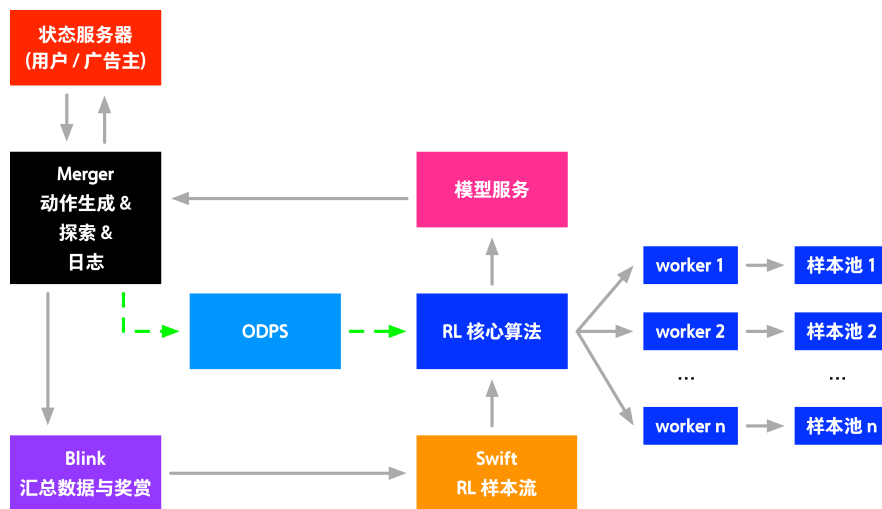 状态服务器
(用户 / 广告主)
Merger
动作生成 &
探索 &
日志
模型服务
worker 1
样本池 1
ODPS
RL 核心算法
worker 2
样本池 2
...
...
worker n
样本池 n
Blink
汇总数据与奖赏
Swift
RL 样本流